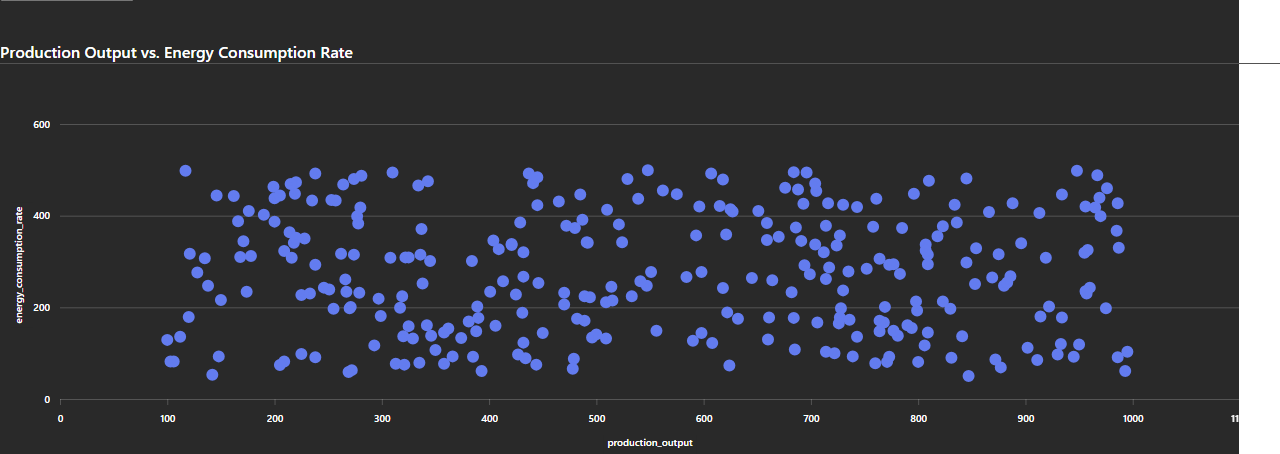 Production Output vs. Energy Consumption Rate
600
400
200
0
energy_consumption_rate
0 100 200 300 400 500 600 700 800 900 1000 11
production_output